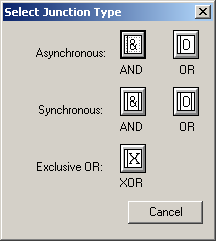 Select Junction Type
Asynchronous: & O
AND OR
Synchronous: & O
AND OR
Exclusive OR: X
XOR
Cancel